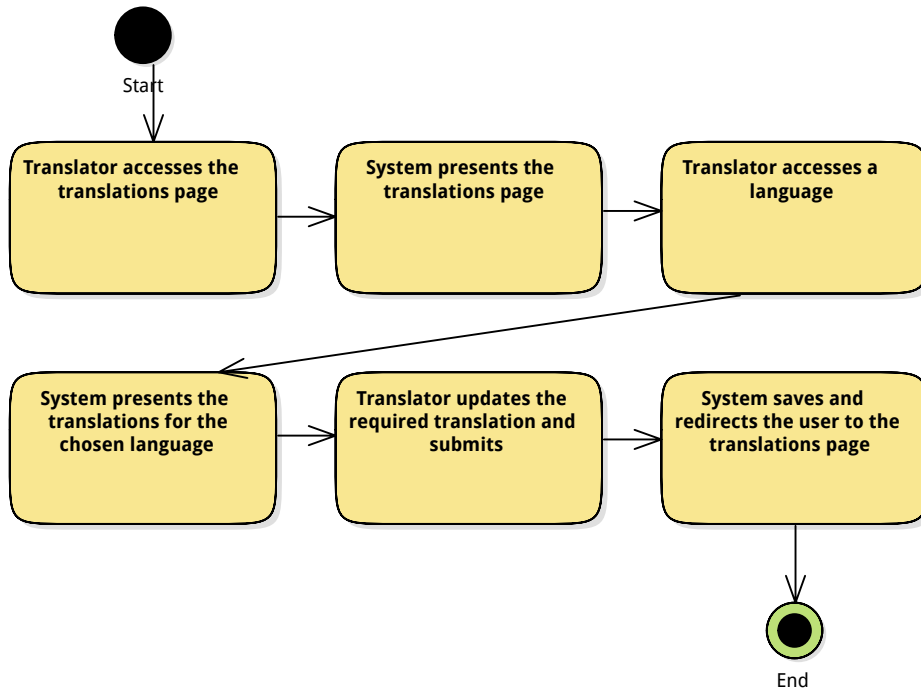 Start
Translator accesses the
translations page
System presents the
translations page
Translator accesses a
language
System presents the
translations for the
chosen language
Translator updates the
required translation and
submits
System saves and
redirects the user to the
translations page
End